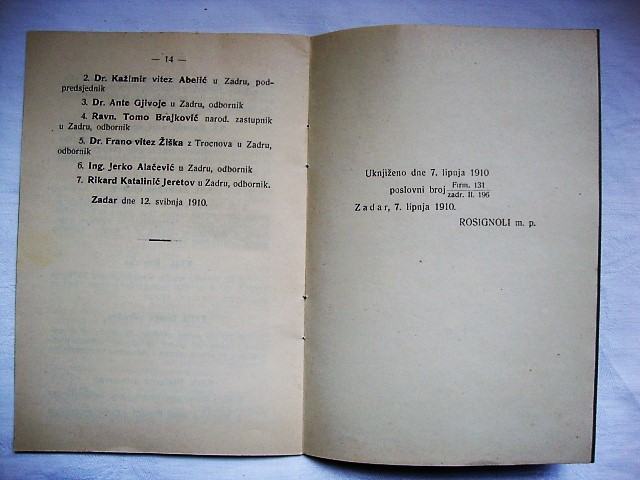 — 14 —
2. Dr. Kažimir vitez Abelić u Zadru, pod-
predsjednik
3. Dr. Ante Gjivoje u Zadru, odbornik
4. Ravn. Tomo Brajković narod. zastupnik
u Zadru, odbornik
5. Dr. Frano vitez Žiška z Trocnova u Zadru,
odbornik
6. Ing. Jerko Alačević u Zadru, odbornik
7. Rikard Katalinić Jeretov u Zadru, odbornik.
Zadar dne 12. svibnja 1910.
Uknjiženo dne 7. lipnja 1910
poslovni broj Firm. 131
zadr. II. 196
Zadar, 7. lipnja 1910.
ROSIGNOLI m. p.